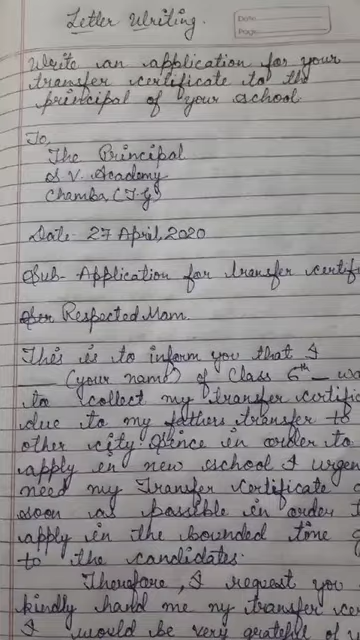 Letter Writing.
Date
Page
Write an application for your
transfer certificate to the
principal of your school
To,
The Principal
S. V. Academy
Chamba (T.G)
Date- 27 April, 2020
Sub- Application for transfer certifi
Respected Mam.
This is to inform you that I
(your name) of Class 6th
to collect my transfer certific
due to my fathers transfer to
other city. Since in order to
apply in new school I urgen
need my Transfer Certificate
soon as possible in order
apply in the bounded time
to the candidates.
Therefore, I request you
kindly hand me my transfer cer
I would be very grateful of